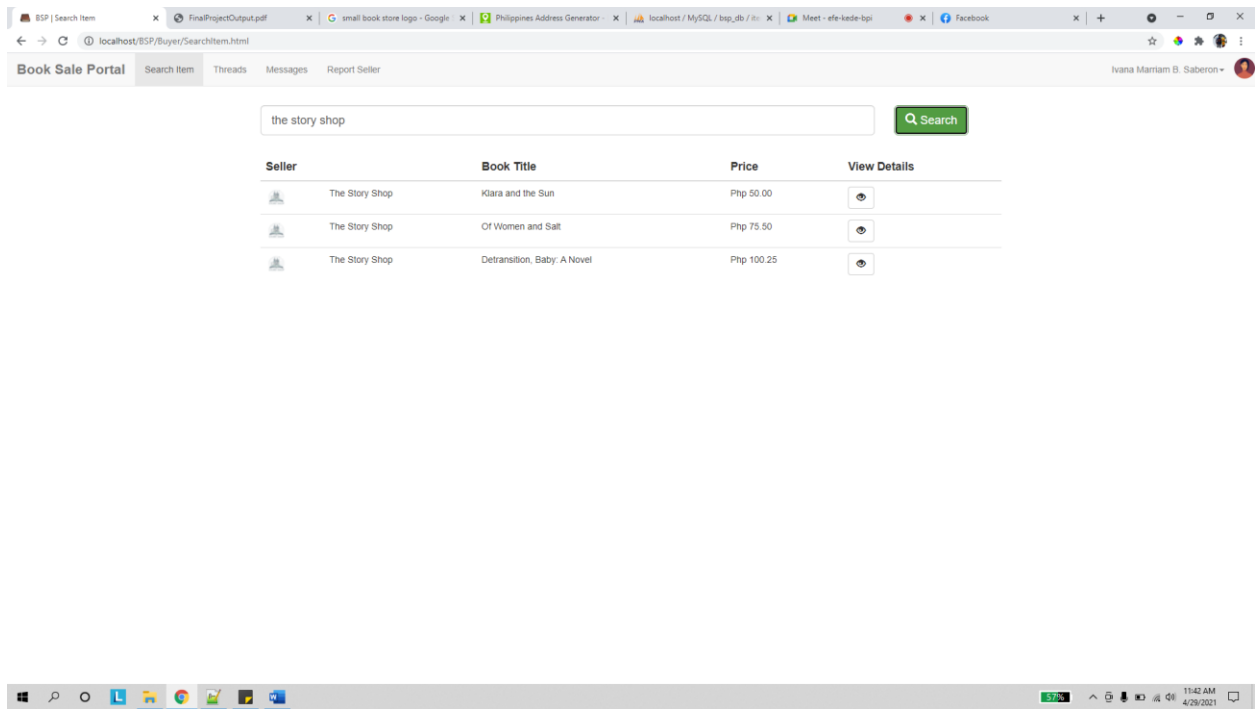 BSP | Search Item
FinalProjectOutput.pdf
small book store logo - Google
Philippines Address Generator -
localhost / MySQL / bsp_db / ite
Meet - efe-kede-bpi
Facebook
localhost/BSP/Buyer/SearchItem.html
Book Sale Portal Search Item Threads Messages Report Seller Ivana Marriam B. Saberon
the story shop Search
Seller Book Title Price View Details
The Story Shop Klara and the Sun Php 50.00
The Story Shop Of Women and Salt Php 75.50
The Story Shop Detransition, Baby: A Novel Php 100.25
57% 11:42 AM
4/29/2021